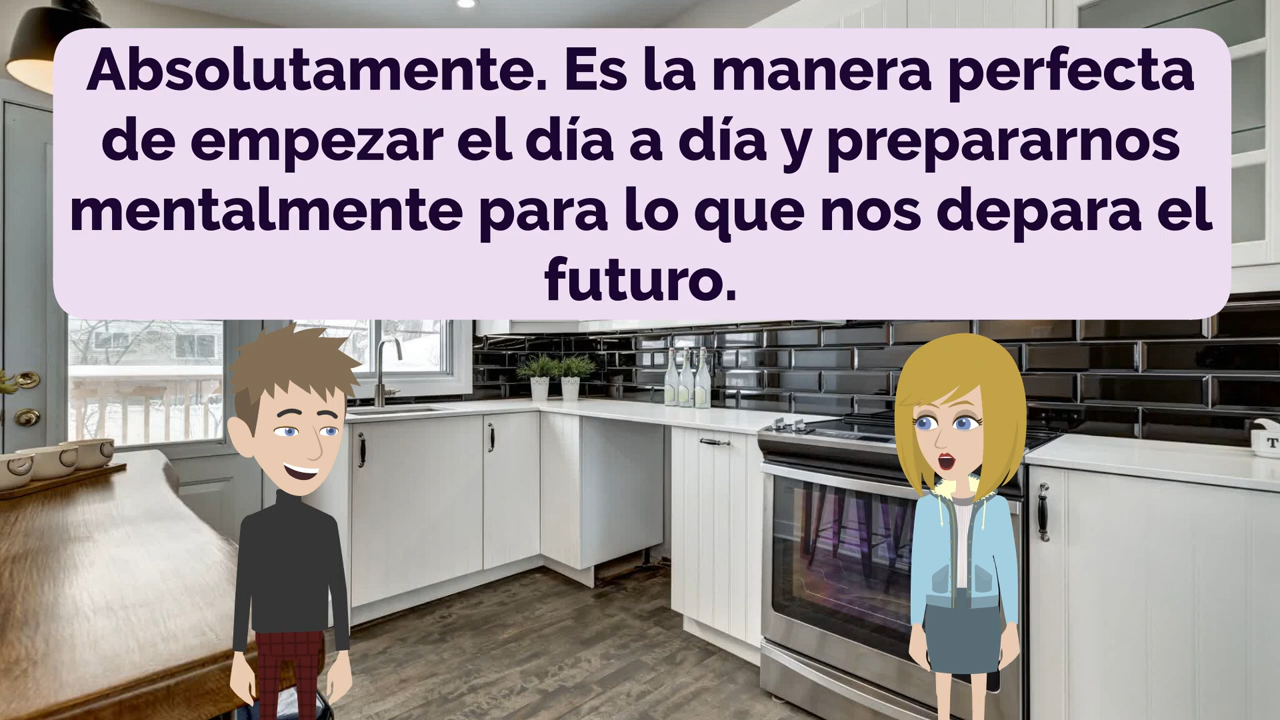 Absolutamente. Es la manera perfecta
de empezar el día a día y prepararnos
mentalmente para lo que nos depara el
futuro.
T